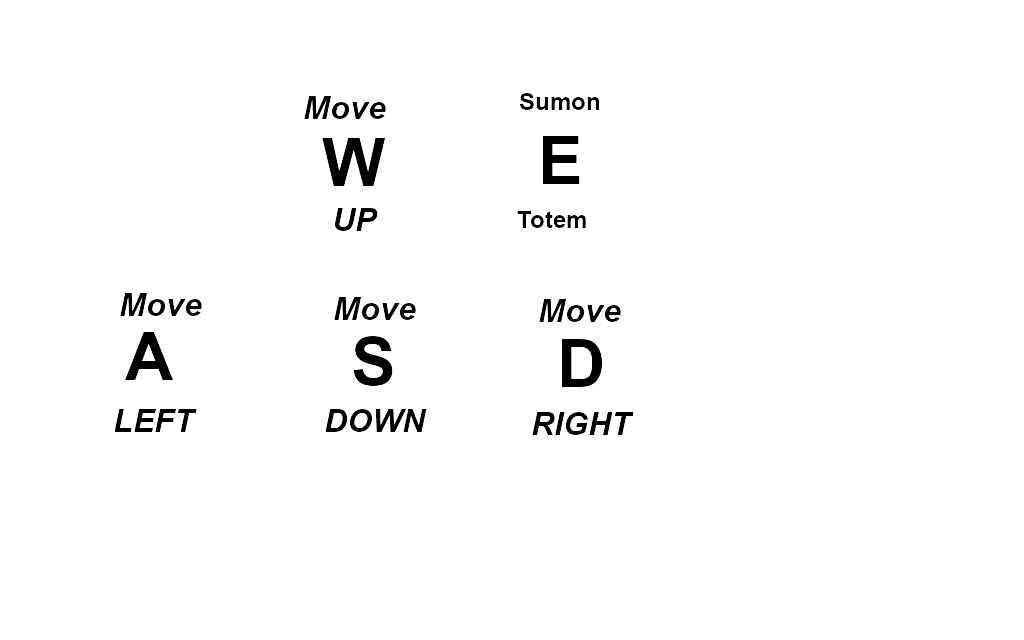 Move
W
UP
Sumon
E
Totem
Move
A
LEFT
Move
S
DOWN
Move
D
RIGHT